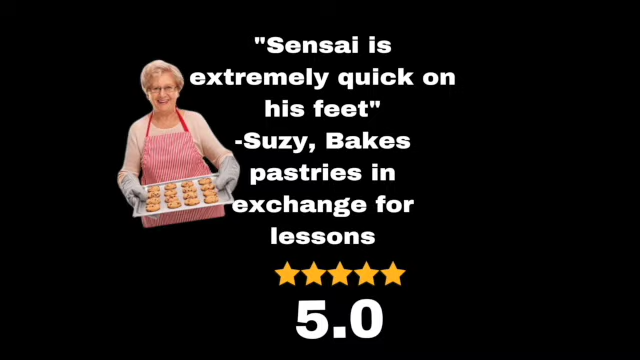 "Sensai is
extremely quick on
his feet"
-Suzy, Bakes
pastries in
exchange for
lessons
5.0